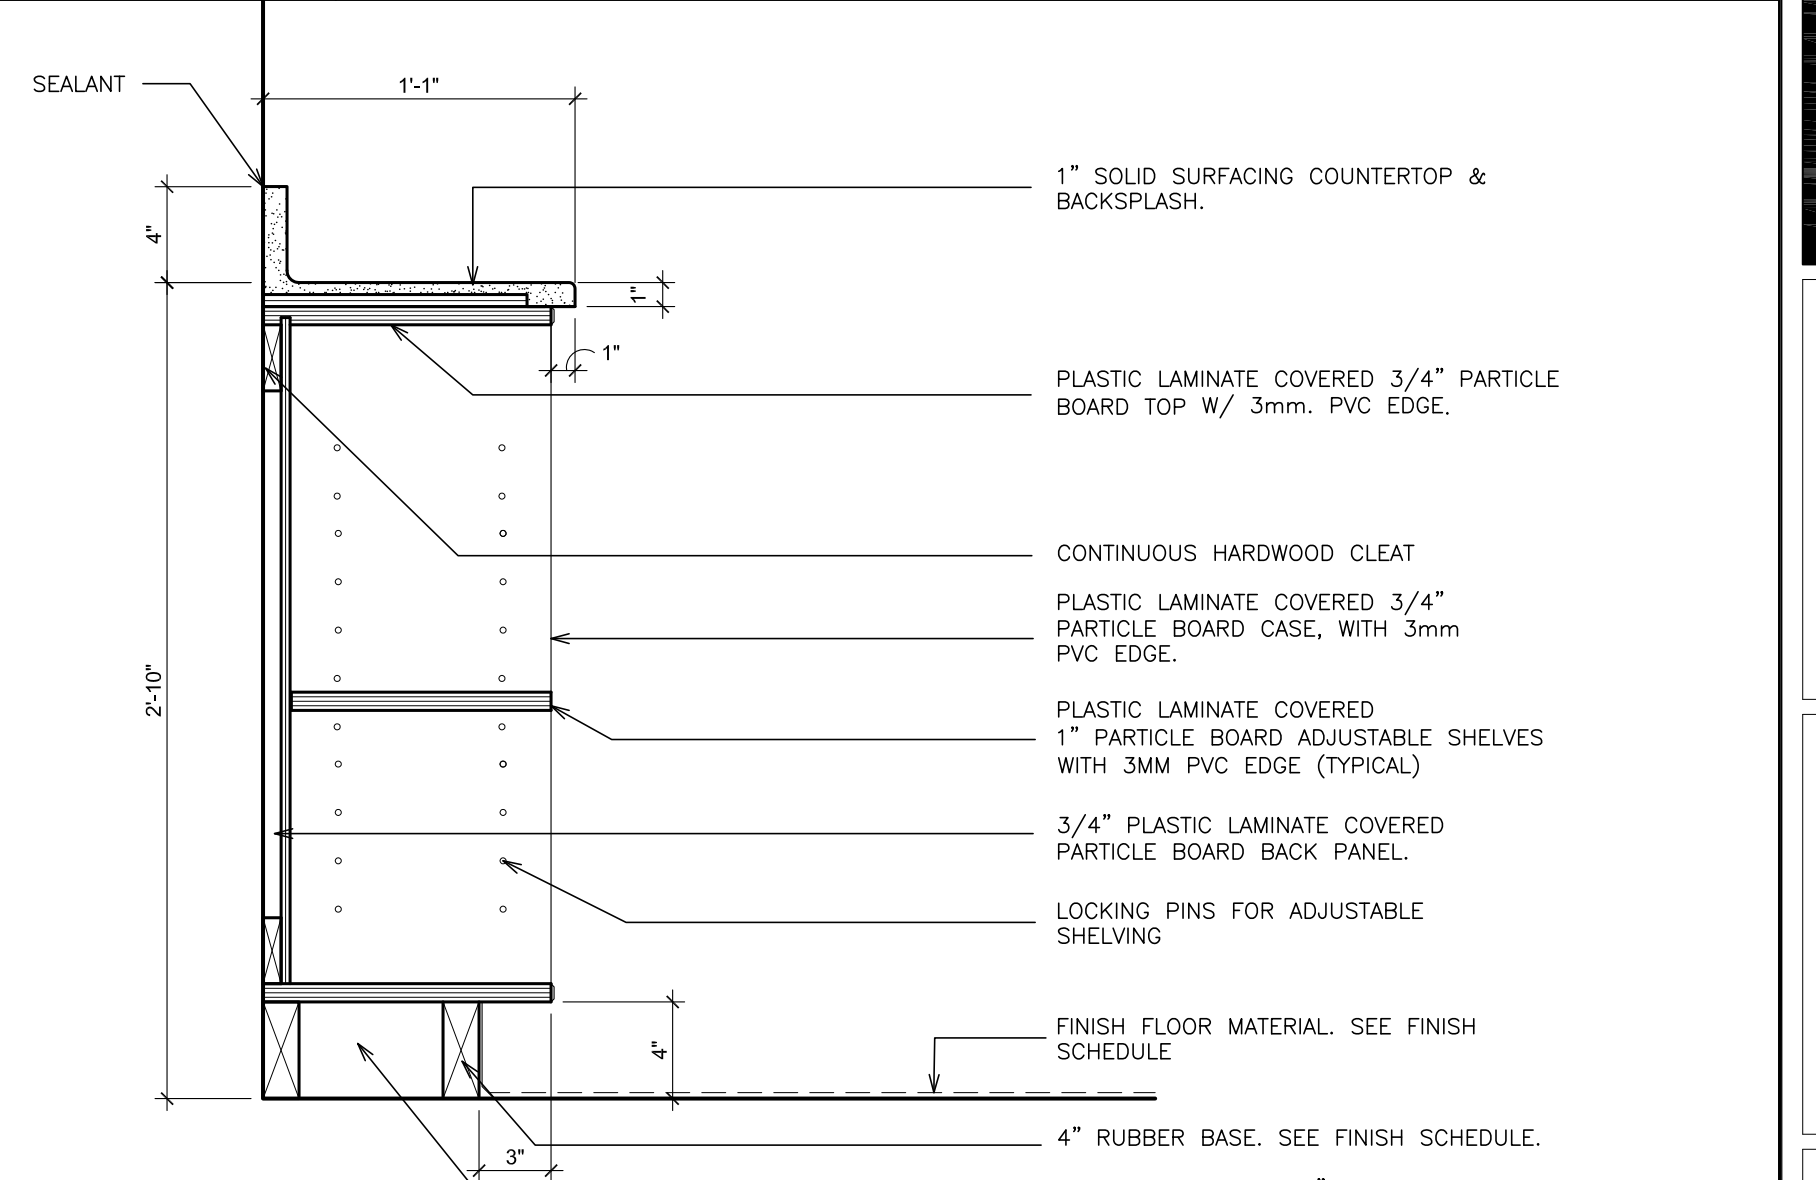 SEALANT
1'-1"
1” SOLID SURFACING COUNTERTOP &
BACKSPLASH.
4"
1"
1"
PLASTIC LAMINATE COVERED 3/4” PARTICLE
BOARD TOP W/ 3mm. PVC EDGE.
CONTINUOUS HARDWOOD CLEAT
PLASTIC LAMINATE COVERED 3/4”
PARTICLE BOARD CASE, WITH 3mm
PVC EDGE.
2'-10"
PLASTIC LAMINATE COVERED
1” PARTICLE BOARD ADJUSTABLE SHELVES
WITH 3MM PVC EDGE (TYPICAL)
3/4” PLASTIC LAMINATE COVERED
PARTICLE BOARD BACK PANEL.
LOCKING PINS FOR ADJUSTABLE
SHELVING
FINISH FLOOR MATERIAL. SEE FINISH
SCHEDULE
4"
4” RUBBER BASE. SEE FINISH SCHEDULE.
3"